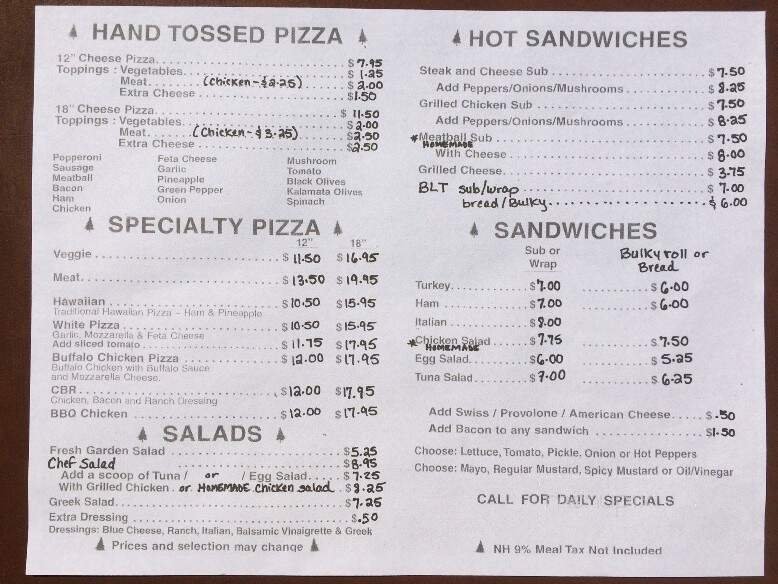 HAND TOSSED PIZZA
12" Cheese Pizza $7.95
Toppings : Vegetables $1.25
Meat (Chicken-$2.25) $2.00
Extra Cheese $1.50
18" Cheese Pizza $11.50
Toppings : Vegetables $2.00
Meat (Chicken-$3.25) $2.50
Extra Cheese $2.50
Pepperoni Feta Cheese Mushroom
Sausage Garlic Tomato
Meatball Pineapple Black Olives
Bacon Green Pepper Kalamata Olives
Ham Onion Spinach
Chicken
SPECIALTY PIZZA
12" 18"
Veggie $11.50 $16.95
Meat $13.50 $19.95
Hawaiian $10.50 $15.95
Traditional Hawaiian Pizza - Ham & Pineapple
White Pizza $10.50 $15.95
Garlic, Mozzarella & Feta Cheese
Add sliced tomato $11.75 $17.95
Buffalo Chicken Pizza $12.00 $17.95
Buffalo Chicken with Buffalo Sauce
and Mozzarella Cheese.
CBR $12.00 $17.95
Chicken, Bacon and Ranch Dressing
BBQ Chicken $12.00 $17.95
SALADS
Fresh Garden Salad $5.25
Chef Salad $8.95
Add a scoop of Tuna / or / Egg Salad $7.25
With Grilled Chicken or HOMEMADE chicken salad $8.25
Greek Salad $7.25
Extra Dressing $.50
Dressings: Blue Cheese, Ranch, Italian, Balsamic Vinaigrette & Greek
Prices and selection may change
HOT SANDWICHES
Steak and Cheese Sub $7.50
Add Peppers/Onions/Mushrooms $8.25
Grilled Chicken Sub $7.50
Add Peppers/Onions/Mushrooms $8.25
*Meatball Sub $7.50
HOMEMADE
With Cheese $8.00
Grilled Cheese $3.75
BLT sub/wrap $7.00
bread/Bulky $6.00
SANDWICHES
Sub or Wrap Bulky roll or Bread
Turkey $7.00 $6.00
Ham $7.00 $6.00
Italian $8.00
*Chicken Salad $7.75 $7.50
HOMEMADE
Egg Salad $6.00 $5.25
Tuna Salad $7.00 $6.25
Add Swiss / Provolone / American Cheese $.50
Add Bacon to any sandwich $1.50
Choose: Lettuce, Tomato, Pickle, Onion or Hot Peppers
Choose: Mayo, Regular Mustard, Spicy Mustard or Oil/Vinegar
CALL FOR DAILY SPECIALS
NH 9% Meal Tax Not Included